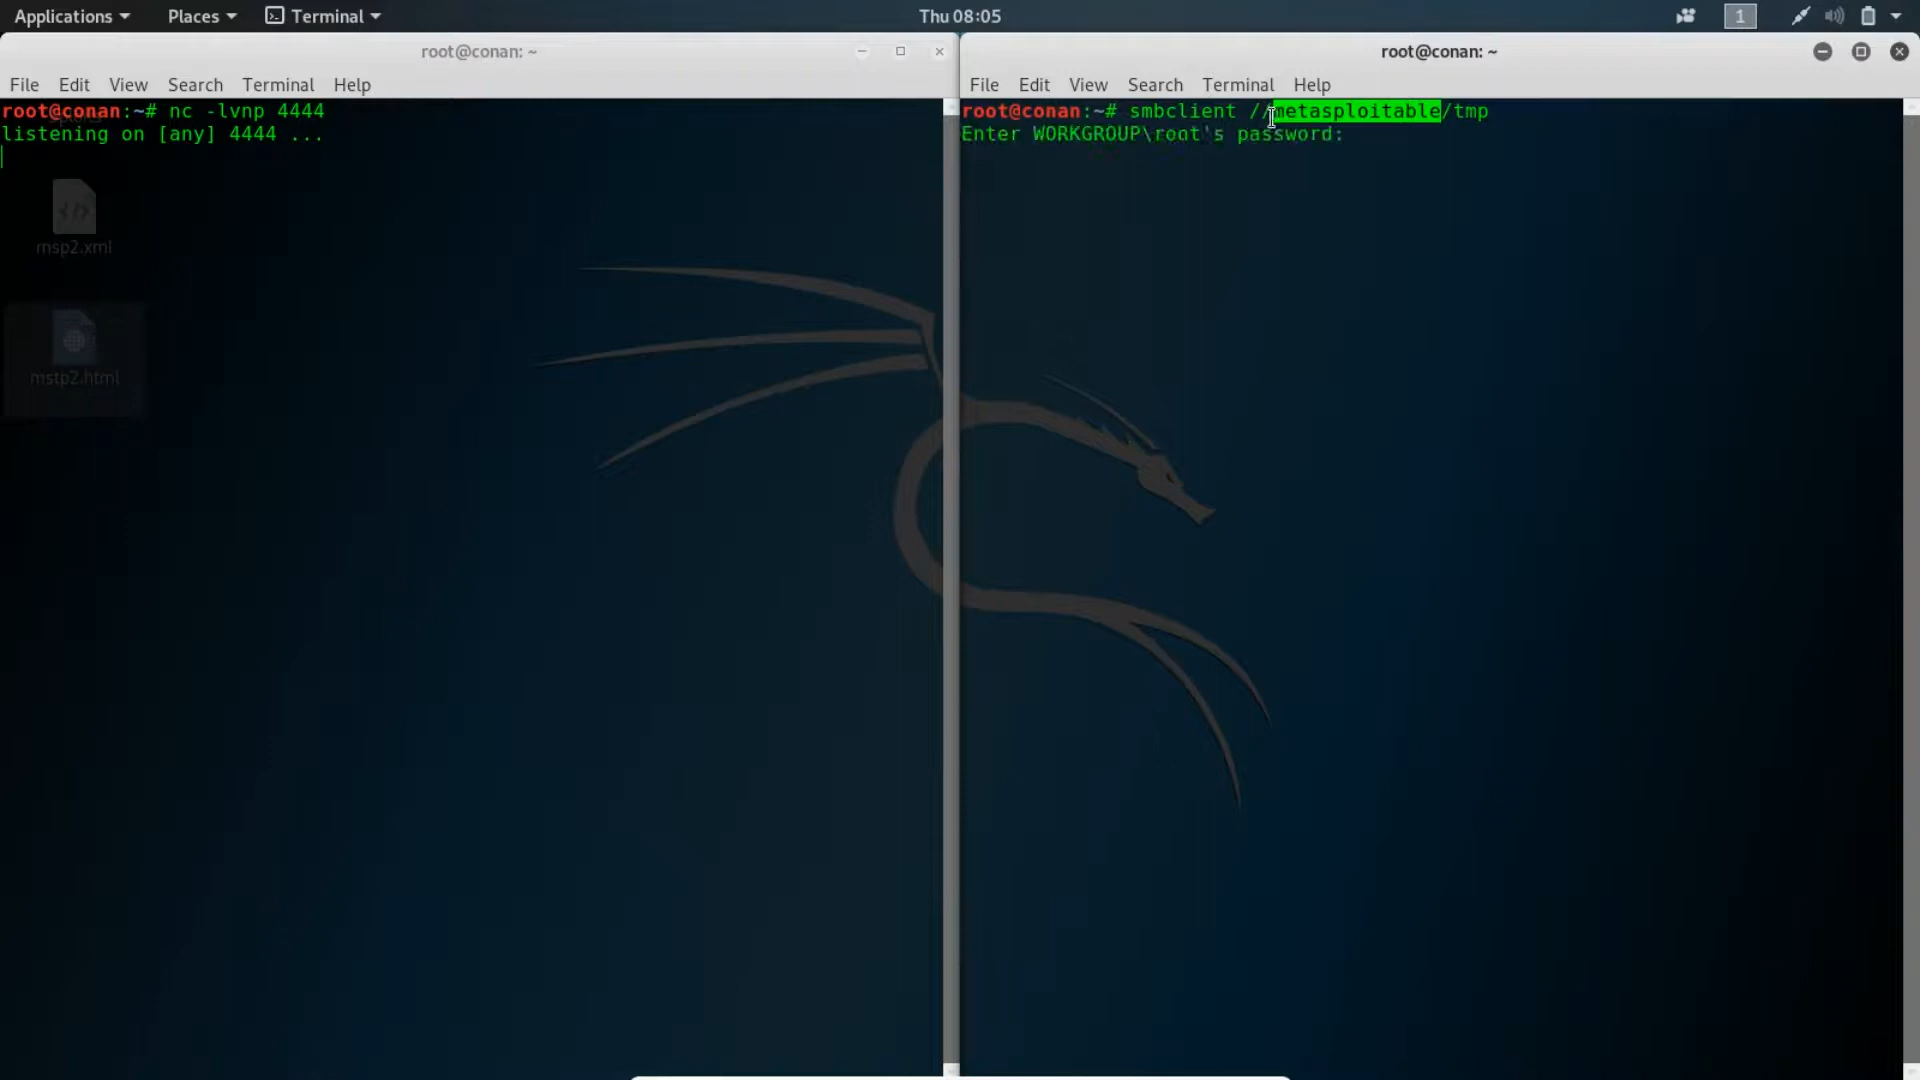 Applications Places Terminal Thu 08:05 1
root@conan: ~
File Edit View Search Terminal Help
root@conan:~# nc -lvnp 4444
listening on [any] 4444 ...
msp2.xml
mstp2.html
root@conan: ~
File Edit View Search Terminal Help
root@conan:~# smbclient //metasploitable/tmp
Enter WORKGROUP\root's password: